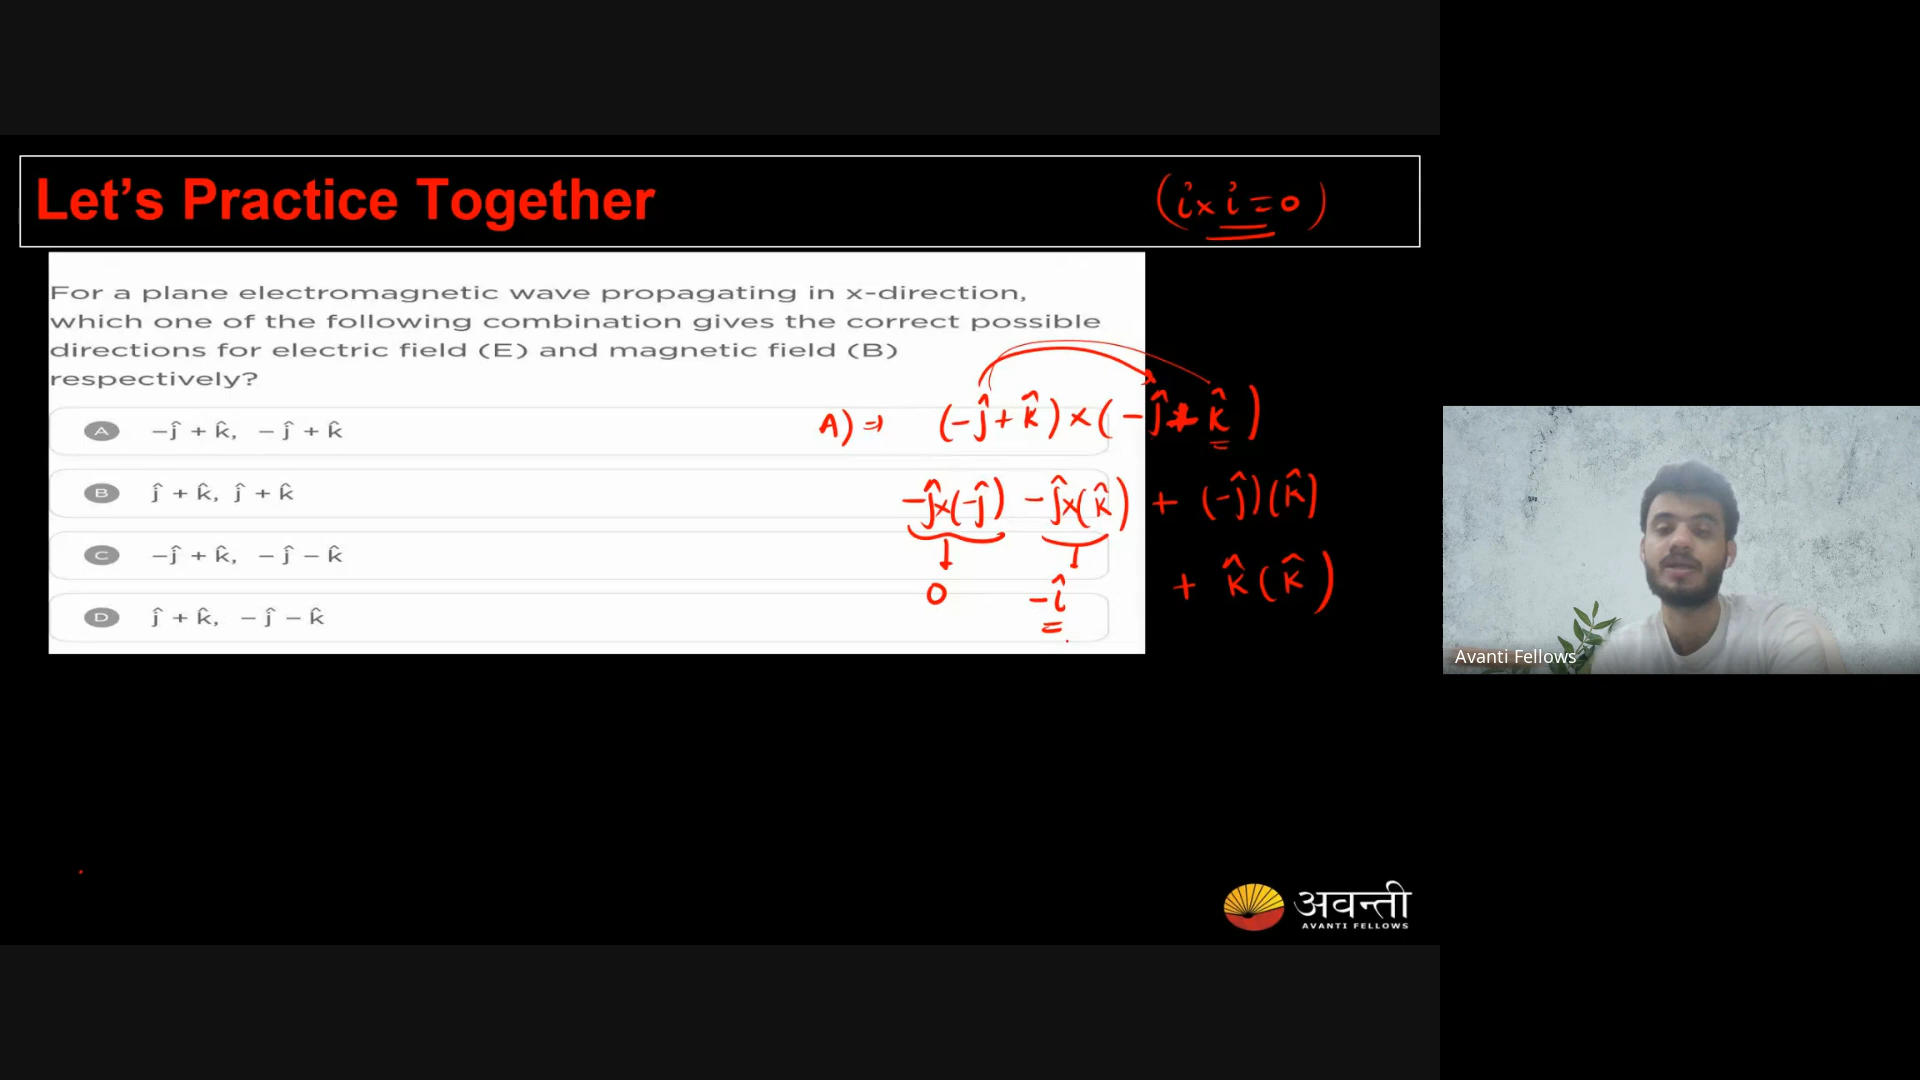 Let's Practice Together
(i × i = 0)
For a plane electromagnetic wave propagating in x-direction,
which one of the following combination gives the correct possible
directions for electric field (E) and magnetic field (B)
respectively?
A −ĵ + k̂, − ĵ + k̂
B ĵ + k̂, ĵ + k̂
C −ĵ + k̂, − ĵ − k̂
D ĵ + k̂, − ĵ − k̂
A) ⇒ (−ĵ + k̂) × (−ĵ + k̂)
−ĵ × (−ĵ) − ĵ × (k̂) + (−ĵ)(k̂)
0 −î + k̂(k̂)
Avanti Fellows
अवन्ती
AVANTI FELLOWS